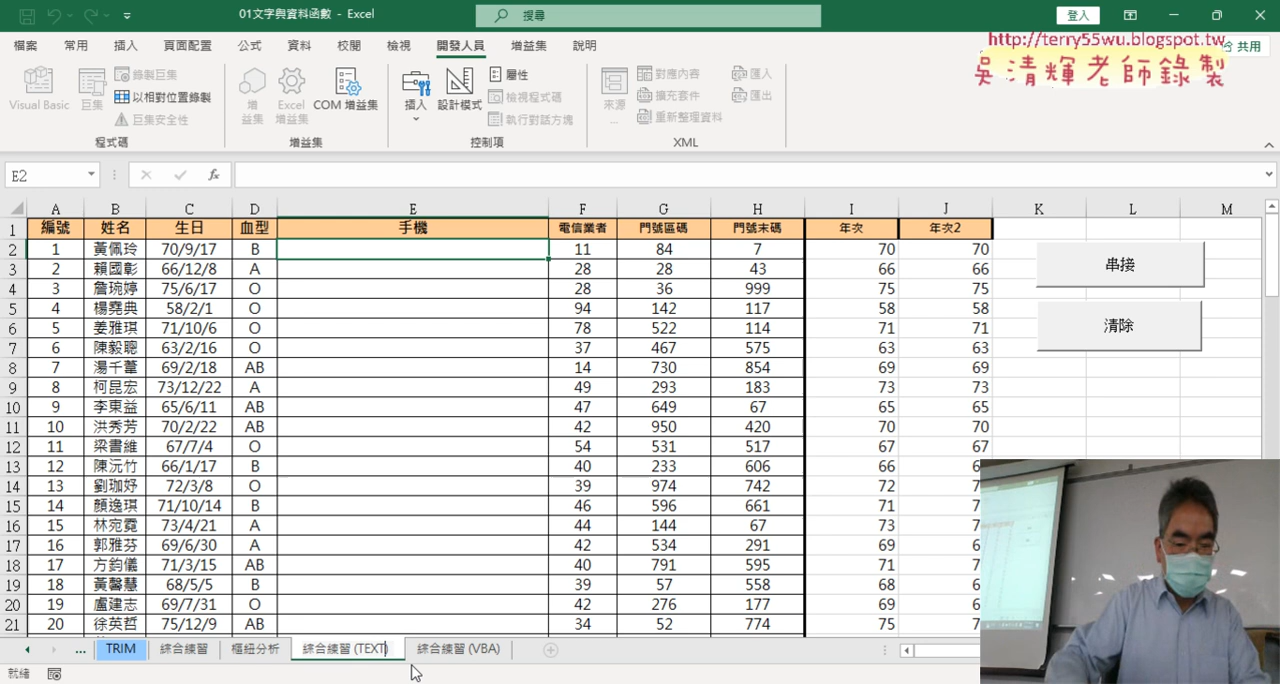 01文字與資料函數 - Excel
搜尋
登入
檔案 常用 插入 頁面配置 公式 資料 校閱 檢視 開發人員 增益集 說明
共用
http://terry55wu.blogspot.tw
吳清輝老師錄製
Visual Basic
巨集
錄製巨集
以相對位置錄製
巨集安全性
程式碼
增益集
Excel 增益集
COM 增益集
增益集
插入
設計模式
屬性
檢視程式碼
執行對話方塊
控制項
來源 ...
對應內容
擴充套件
重新整理資料
匯入
匯出
XML
E2
fx
A B C D E F G H I J K L M
1 編號 姓名 生日 血型 手機 電信業者 門號區碼 門號末碼 年次 年次2
2 1 黃佩玲 70/9/17 B 11 84 7 70 70
3 2 賴國彰 66/12/8 A 28 28 43 66 66
4 3 詹琬婷 75/6/17 O 28 36 999 75 75
5 4 楊堯典 58/2/1 O 94 142 117 58 58
6 5 姜雅琪 71/10/6 O 78 522 114 71 71
7 6 陳毅聰 63/2/16 O 37 467 575 63 63
8 7 湯千葦 69/2/18 AB 14 730 854 69 69
9 8 柯昆宏 73/12/22 A 49 293 183 73 73
10 9 李東益 65/6/11 AB 47 649 67 65 65
11 10 洪秀芳 70/2/22 AB 42 950 420 70 70
12 11 梁書維 67/7/4 O 54 531 517 67 67
13 12 陳沅竹 66/1/17 B 40 233 606 66
14 13 劉珈妤 72/3/8 O 39 974 742 72
15 14 顏逸琪 71/10/14 B 46 596 661 71
16 15 林宛霓 73/4/21 A 44 144 67 73
17 16 郭雅芬 69/6/30 A 42 534 291 69
18 17 方鈞儀 71/3/15 AB 40 791 595 71
19 18 黃馨慧 68/5/5 B 39 57 558 68
20 19 盧建志 69/7/31 O 42 276 177 69
21 20 徐英哲 75/12/9 AB 34 52 774 75
串接
清除
... TRIM 綜合練習 樞紐分析 綜合練習 (TEXT) 綜合練習 (VBA)
就緒